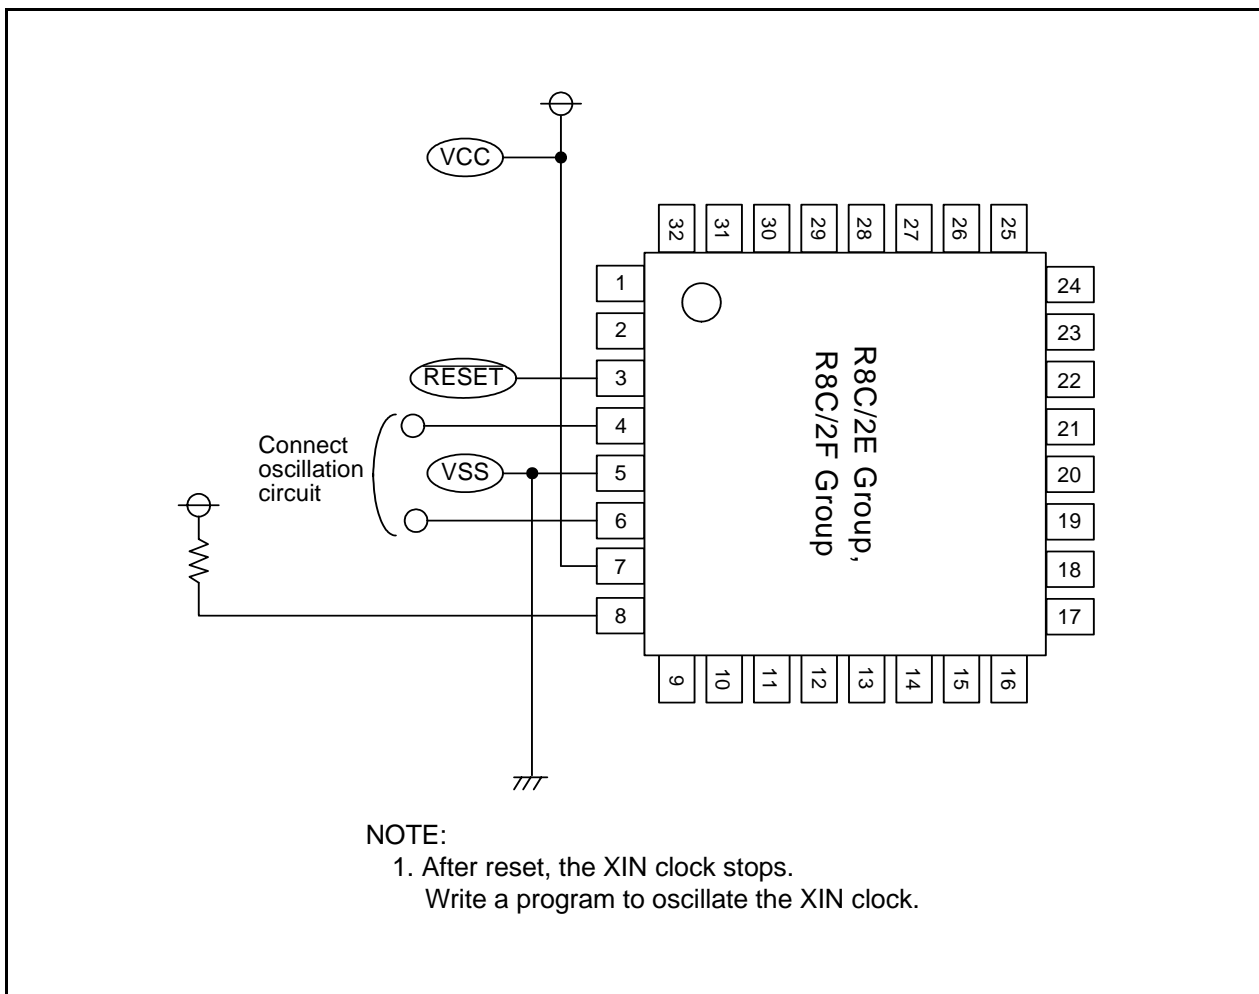 VCC
32
31
30
29
28
27
26
25
1
24
2
23
RESET
3
22
4
21
Connect
oscillation
circuit
VSS
5
20
6
19
7
18
8
17
R8C/2E Group,
R8C/2F Group
9
10
11
12
13
14
15
16
NOTE:
1. After reset, the XIN clock stops.
Write a program to oscillate the XIN clock.